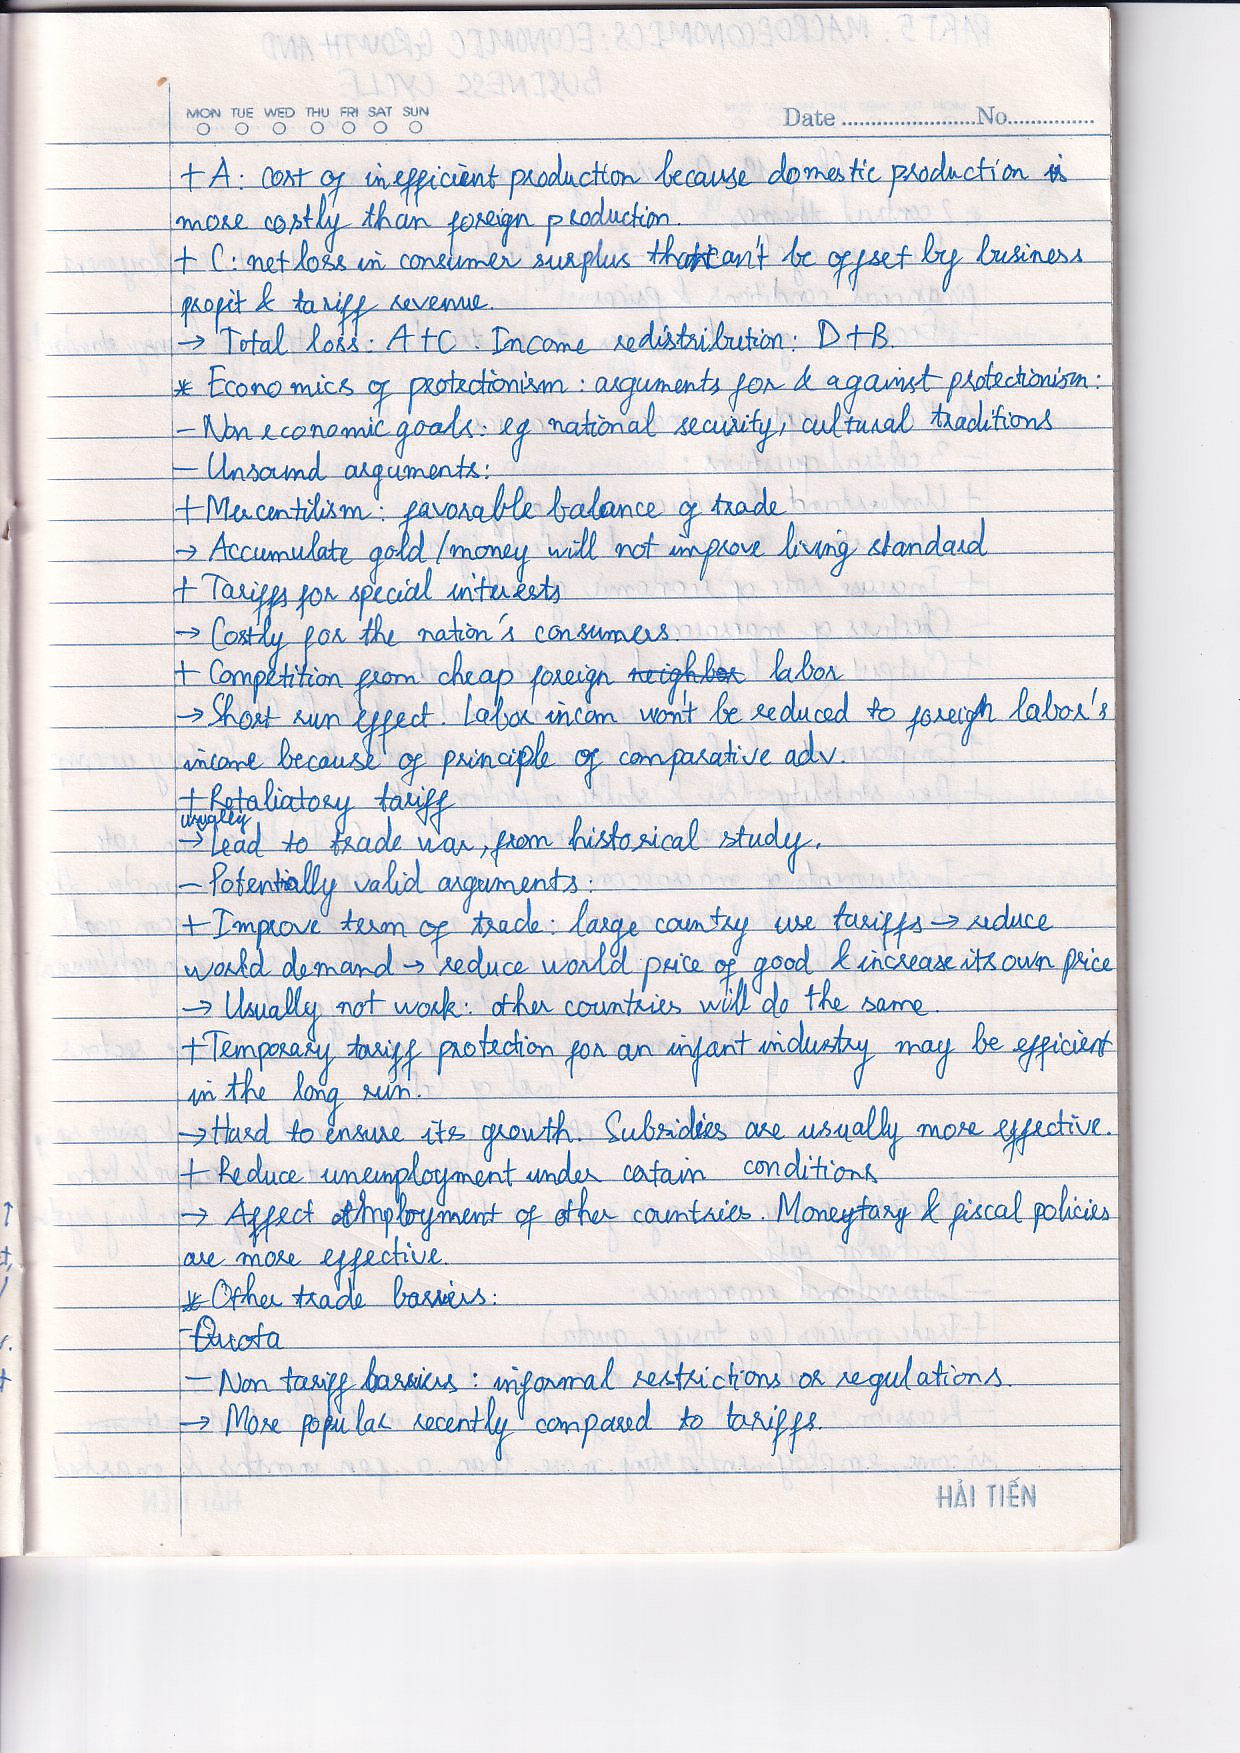 MON TUE WED THU FRI SAT SUN
Date ........................No...............
+ A: cost of inefficient production because domestic production is
more costly than foreign production.
+ C: net loss in consumer surplus that can't be offset by business
profit & tariff revenue.
→ Total loss: A+C. Income redistribution: D+B.
* Economics of protectionism: arguments for & against protectionism:
- Non economic goals: eg national security, cultural traditions
- Unsound arguments:
+ Mercentilism: favorable balance of trade
→ Accumulate gold/money will not improve living standard
+ Tariffs for special interests
→ Costly for the nation's consumers
+ Competition from cheap foreign neighbor labor
→ Short run effect. Labor incom won't be reduced to foreign labor's
income because of principle of comparative adv.
+ Retaliatory tariff
usually
→ Lead to trade war, from historical study.
- Potentially valid arguments:
+ Improve term of trade: large country use tariffs → reduce
world demand → reduce world price of good & increase its own price
→ Usually not work: other countries will do the same.
+ Temporary tariff protection for an infant industry may be efficient
in the long run.
→ Hard to ensure its growth. Subsidies are usually more effective.
+ Reduce unemployment under catain conditions
→ Affect employment of other countries. Moneytary & fiscal policies
are more effective.
* Other trade barriers:
- Quota
- Non tariff barriers: informal restrictions or regulations.
→ More popular recently compared to tariffs.
HẢI TIẾN